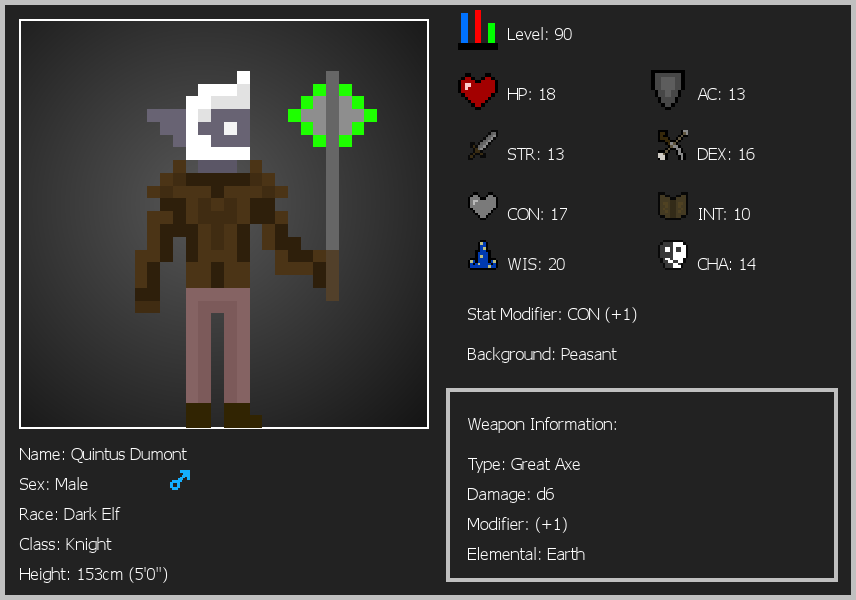 Level: 90
HP: 18
AC: 13
STR: 13
DEX: 16
CON: 17
INT: 10
WIS: 20
CHA: 14
Stat Modifier: CON (+1)
Background: Peasant
Weapon Information:
Type: Great Axe
Damage: d6
Modifier: (+1)
Elemental: Earth
Name: Quintus Dumont
Sex: Male
Race: Dark Elf
Class: Knight
Height: 153cm (5'0")